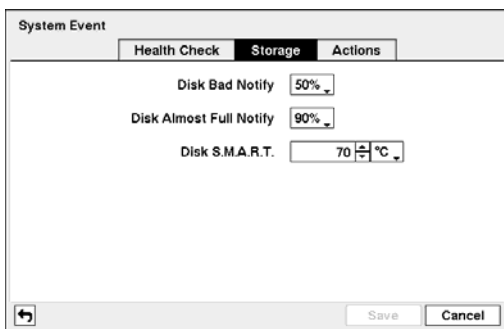 System Event
Health Check Storage Actions
Disk Bad Notify 50%
Disk Almost Full Notify 90%
Disk S.M.A.R.T. 70 °C
Save Cancel